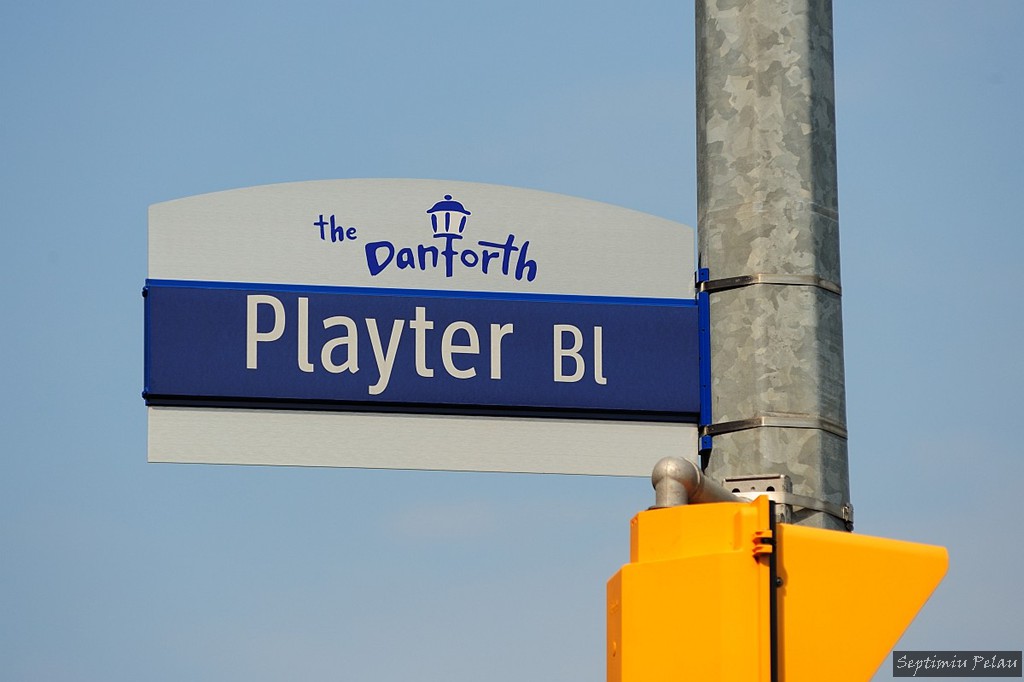 the
Danforth
Playter Bl
Septimiu Pelau